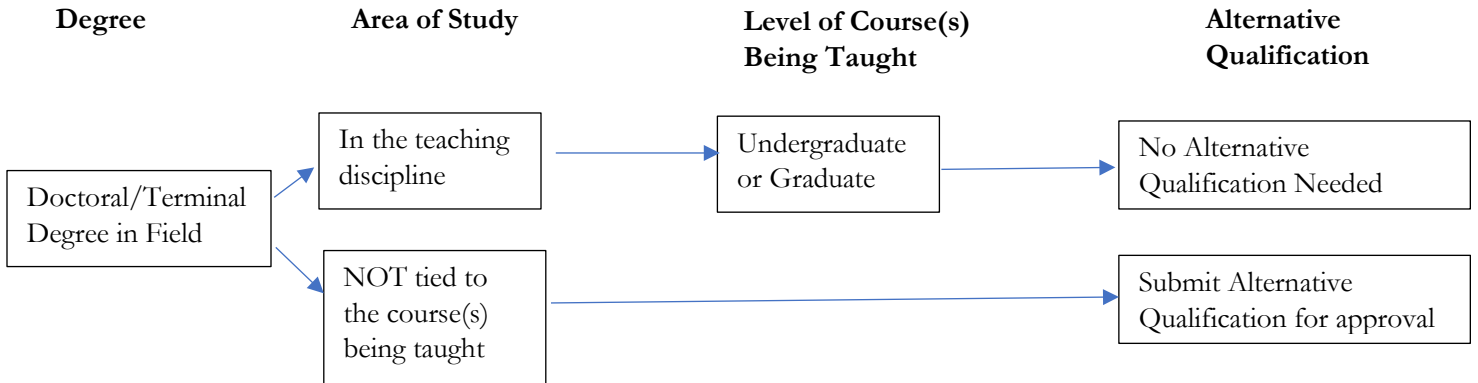 Degree
Area of Study
Level of Course(s)
Being Taught
Alternative
Qualification
Doctoral/Terminal
Degree in Field
In the teaching
discipline
Undergraduate
or Graduate
No Alternative
Qualification Needed
NOT tied to
the course(s)
being taught
Submit Alternative
Qualification for approval